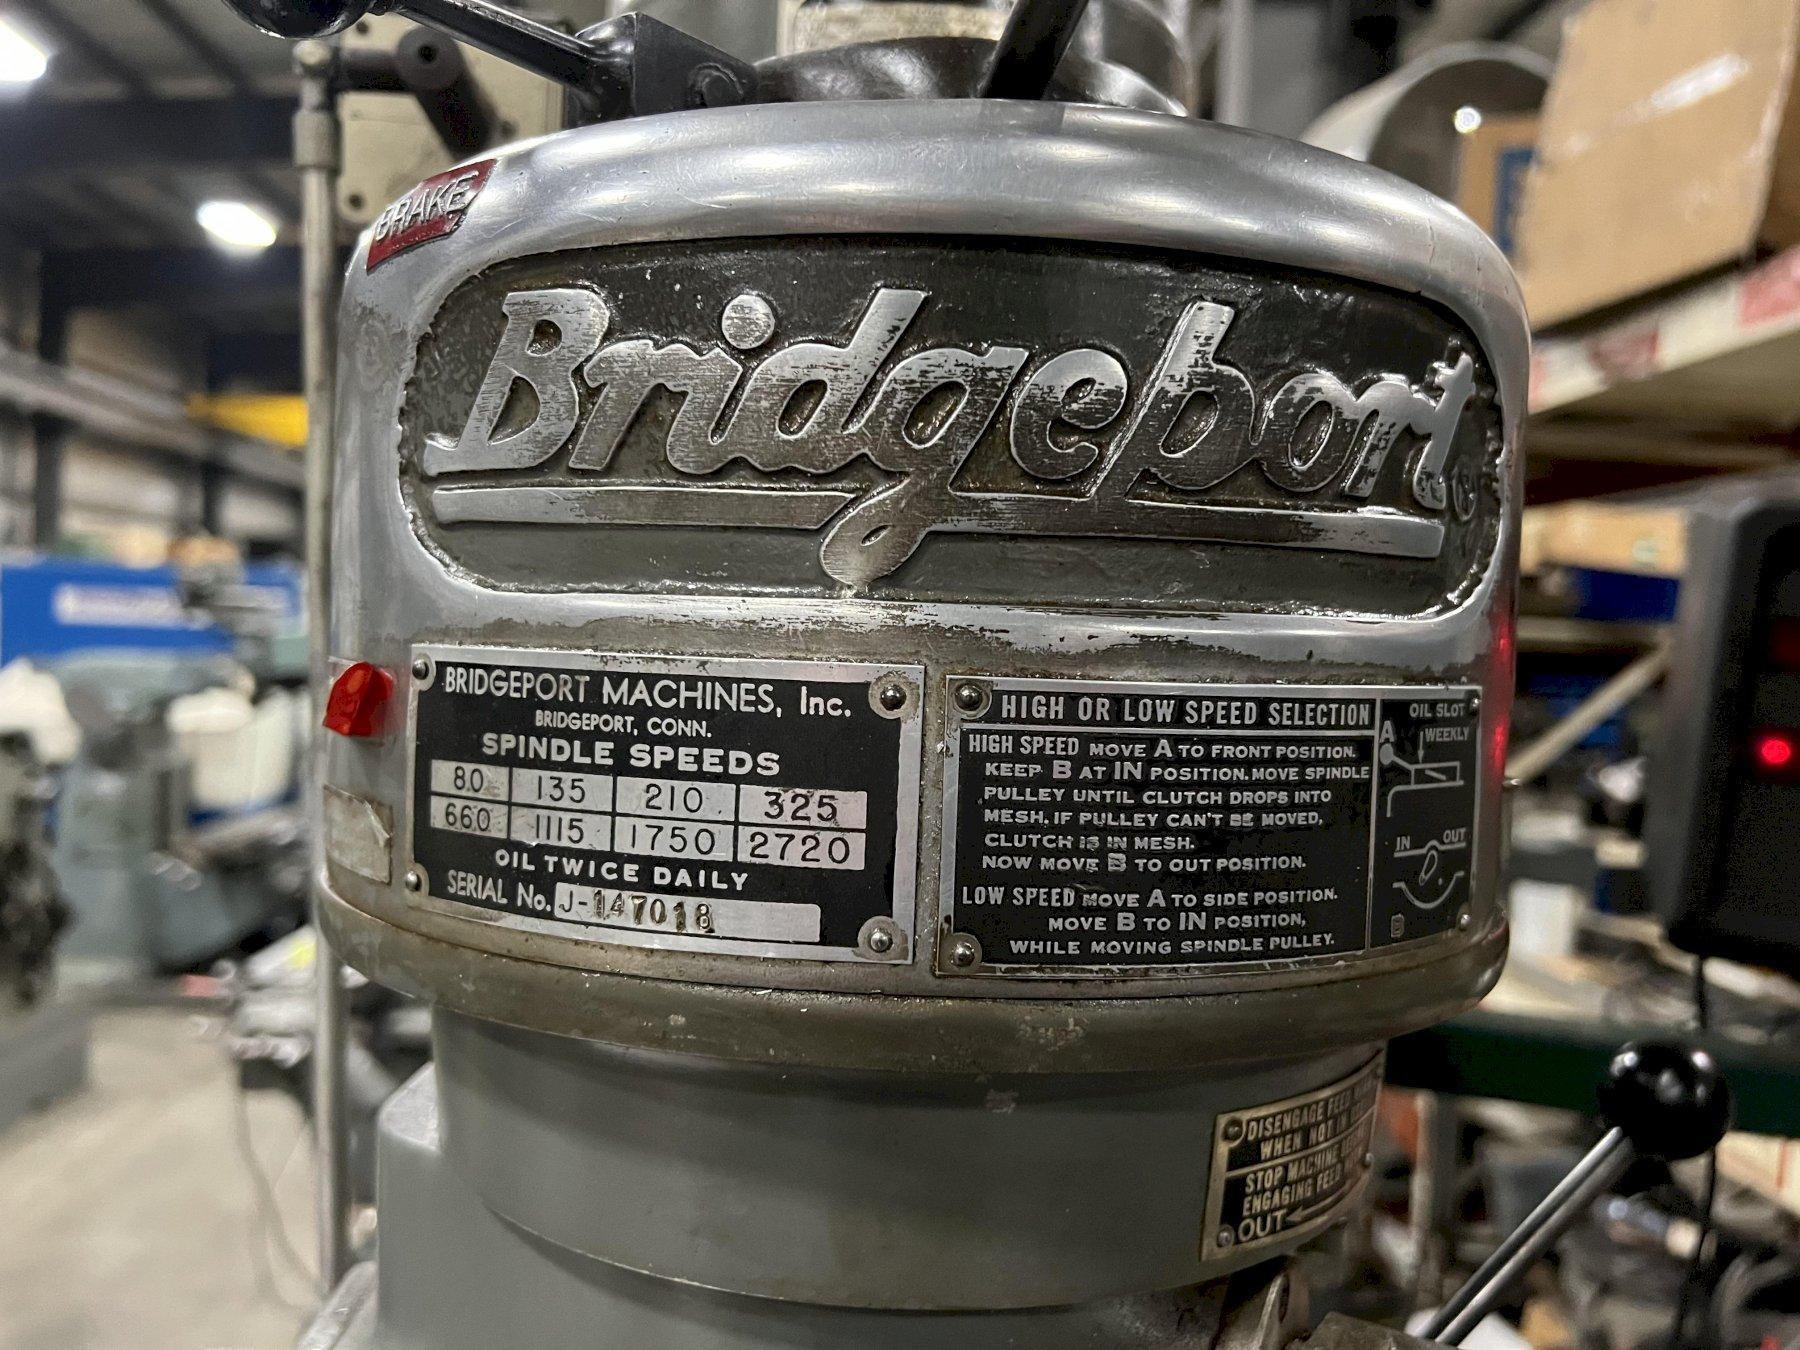 BRAKE
Bridgeport
BRIDGEPORT MACHINES, Inc.
BRIDGEPORT, CONN.
SPINDLE SPEEDS
80 135 210 325
660 1115 1750 2720
OIL TWICE DAILY
SERIAL No. J-147018
HIGH OR LOW SPEED SELECTION
HIGH SPEED MOVE A TO FRONT POSITION.
KEEP B AT IN POSITION. MOVE SPINDLE
PULLEY UNTIL CLUTCH DROPS INTO
MESH. IF PULLEY CAN'T BE MOVED,
CLUTCH IS IN MESH.
NOW MOVE B TO OUT POSITION.
LOW SPEED MOVE A TO SIDE POSITION.
MOVE B TO IN POSITION,
WHILE MOVING SPINDLE PULLEY.
OIL SLOT
A WEEKLY
IN OUT
B
DISENGAGE FEED
WHEN NOT IN
STOP MACHINE
ENGAGING FEED
OUT